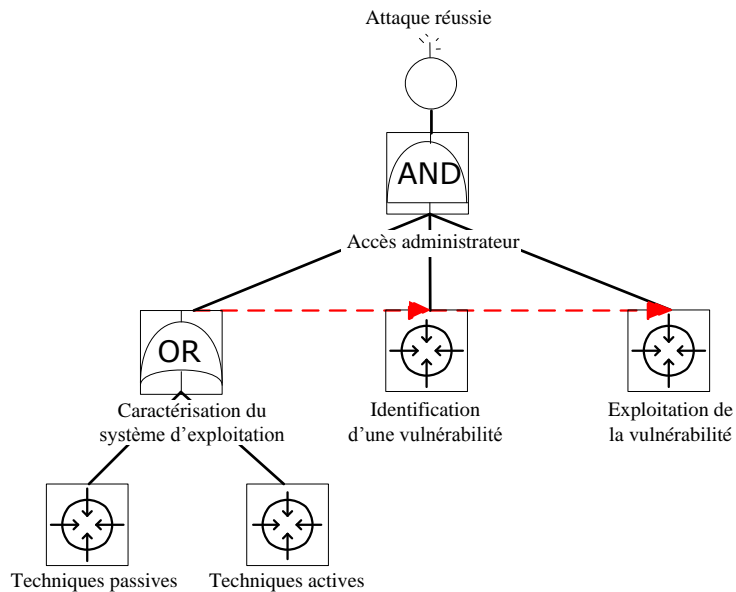 Attaque réussie
AND
Accès administrateur
OR
Caractérisation du
système d’exploitation
Identification
d’une vulnérabilité
Exploitation de
la vulnérabilité
Techniques passives
Techniques actives